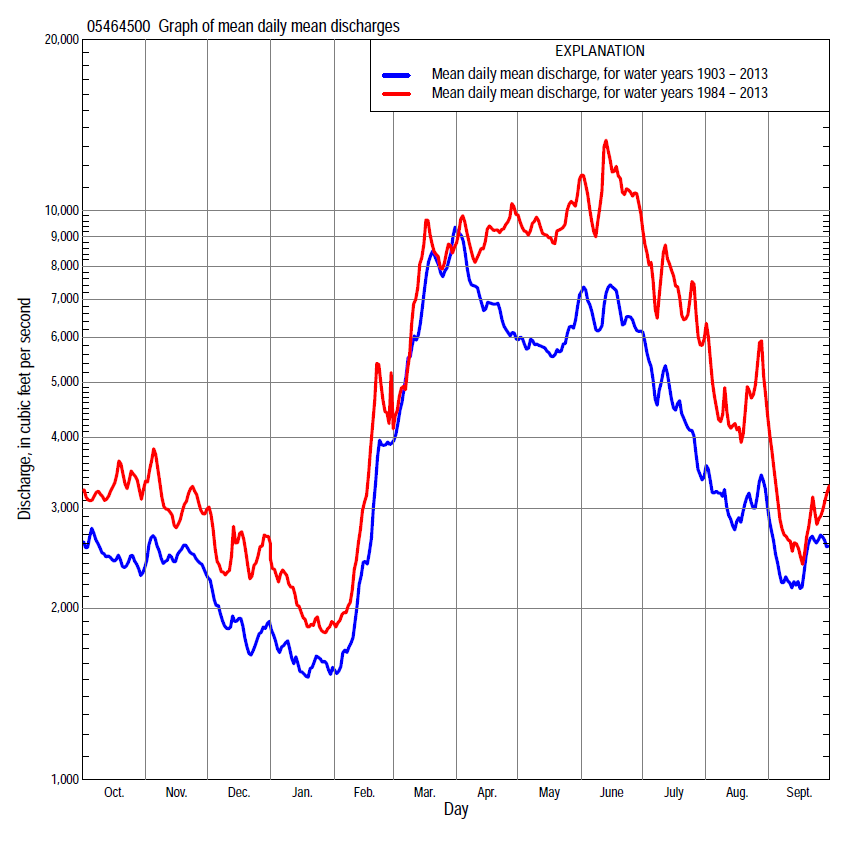 05464500 Graph of mean daily mean discharges
EXPLANATION
Mean daily mean discharge, for water years 1903 – 2013
Mean daily mean discharge, for water years 1984 – 2013
Discharge, in cubic feet per second
20,000
10,000
9,000
8,000
7,000
6,000
5,000
4,000
3,000
2,000
1,000
Oct. Nov. Dec. Jan. Feb. Mar. Apr. May June July Aug. Sept.
Day